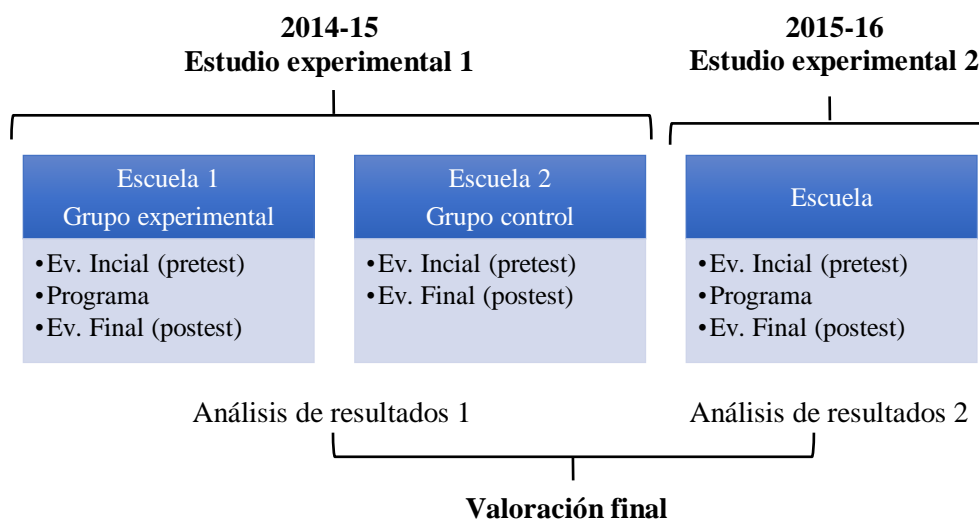 2014-15
Estudio experimental 1
2015-16
Estudio experimental 2
Escuela 1
Grupo experimental
•Ev. Incial (pretest)
•Programa
•Ev. Final (postest)
Escuela 2
Grupo control
•Ev. Incial (pretest)
•Ev. Final (postest)
Escuela
•Ev. Incial (pretest)
•Programa
•Ev. Final (postest)
Análisis de resultados 1
Análisis de resultados 2
Valoración final